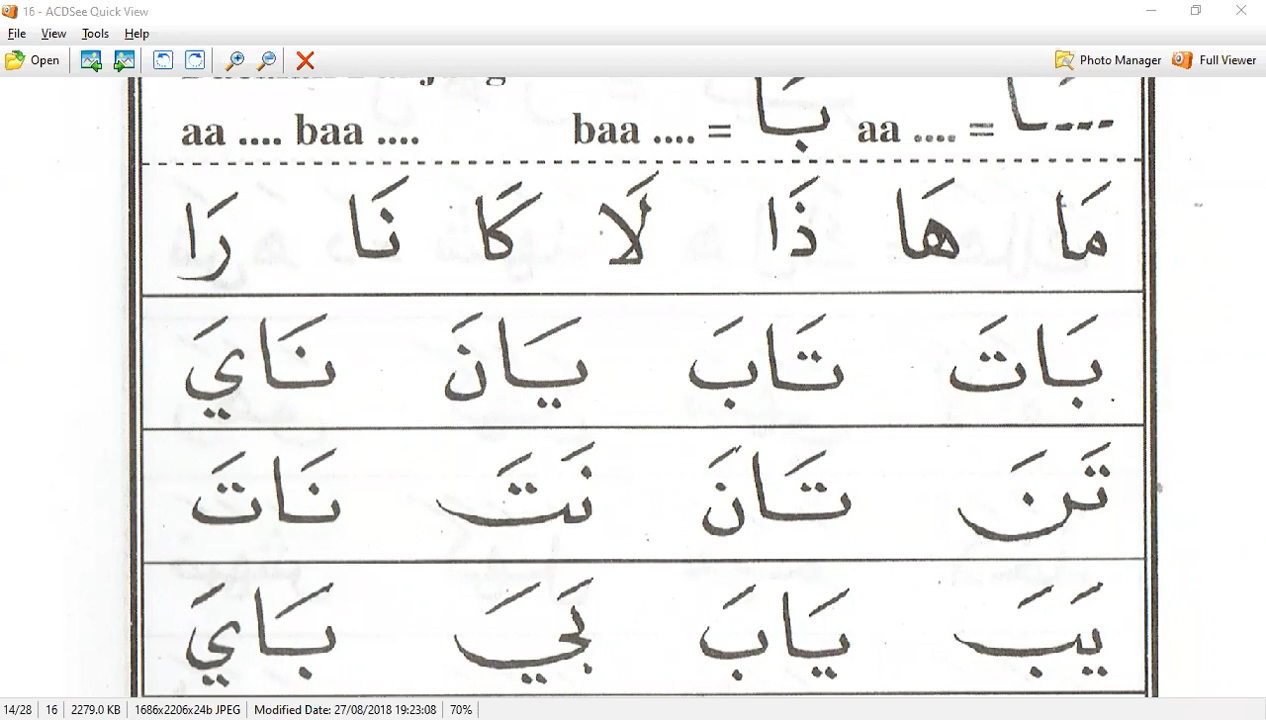 16 - ACDSee Quick View
File View Tools Help
Open Photo Manager Full Viewer
aa .... baa .... baa .... = بَا aa .... = ـَا
مَا هَا ذَا لَا كَا نَا رَا
بَاتَ تَابَ يَانَ نَايَ
تَنَ تَانَ نَتَ نَاتَ
يَبَ يَابَ بَيَ بَايَ
14/28 16 2279.0 KB 1686x2206x24b JPEG Modified Date: 27/08/2018 19:23:08 70%